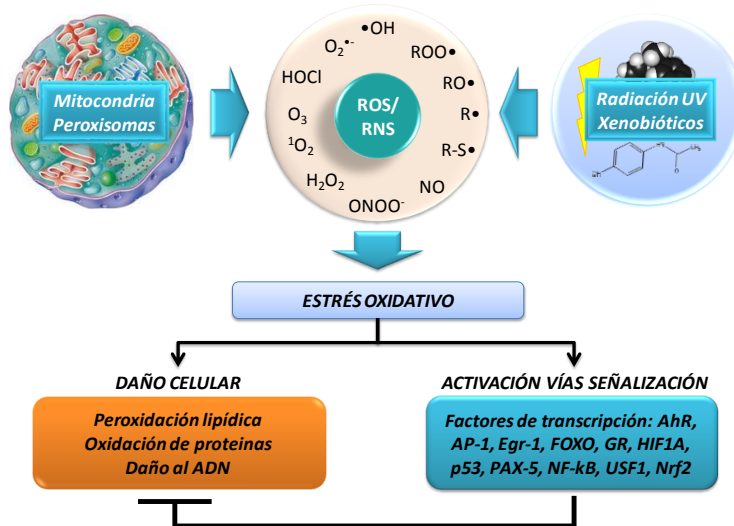 Mitocondria
Peroxisomas
ROS/
RNS
•OH
O₂•-
HOCl
O₃
¹O₂
H₂O₂
ONOO⁻
NO
R-S•
R•
RO•
ROO•
Radiación UV
Xenobióticos
ESTRÉS OXIDATIVO
DAÑO CELULAR
Peroxidación lipídica
Oxidación de proteinas
Daño al ADN
ACTIVACIÓN VÍAS SEÑALIZACIÓN
Factores de transcripción: AhR,
AP-1, Egr-1, FOXO, GR, HIF1A,
p53, PAX-5, NF-kB, USF1, Nrf2